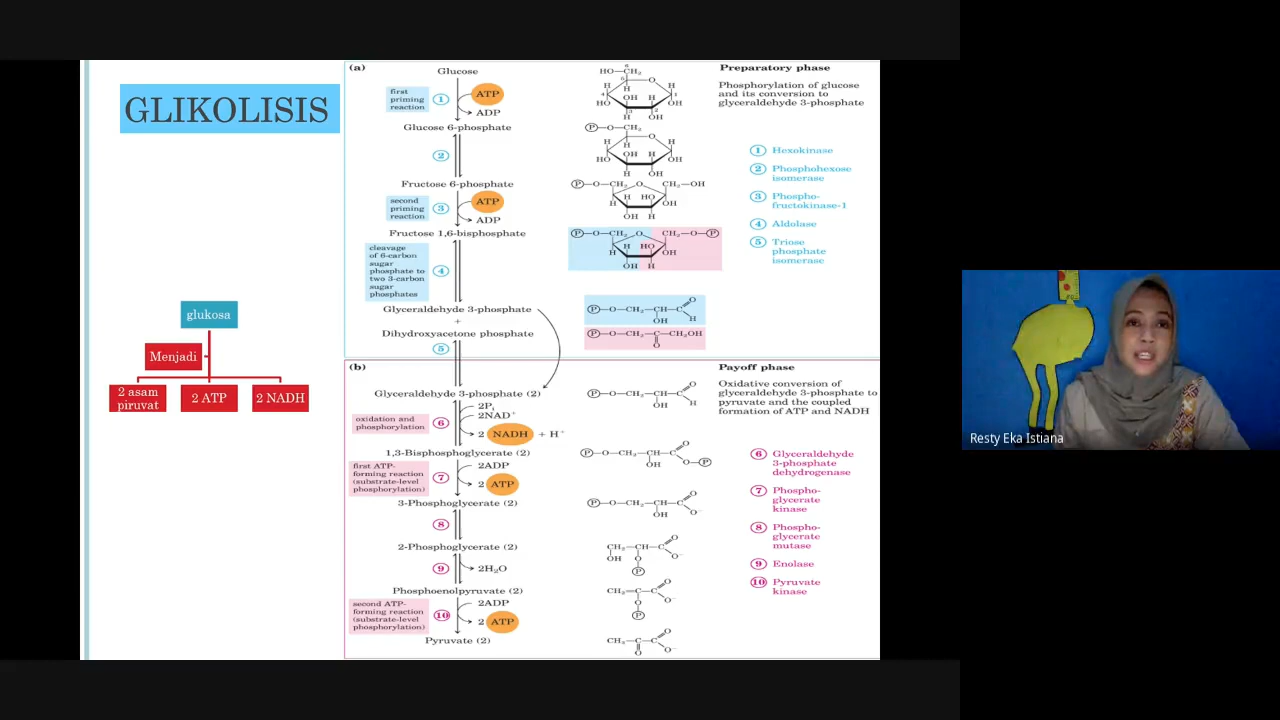 GLIKOLISIS
glukosa
Menjadi
2 asam
piruvat
2 ATP
2 NADH
(a)
Glucose
first
priming
reaction
1
ATP
ADP
Glucose 6-phosphate
2
Fructose 6-phosphate
second
priming
reaction
3
ATP
ADP
Fructose 1,6-bisphosphate
cleavage
of 6-carbon
sugar
phosphate to
two 3-carbon
sugar
phosphates
4
Glyceraldehyde 3-phosphate
+
Dihydroxyacetone phosphate
5
Preparatory phase
Phosphorylation of glucose
and its conversion to
glyceraldehyde 3-phosphate
1 Hexokinase
2 Phosphohexose
isomerase
3 Phospho-
fructokinase-1
4 Aldolase
5 Triose
phosphate
isomerase
(b)
Glyceraldehyde 3-phosphate (2)
oxidation and
phosphorylation
6
2Pi
2NAD+
2 NADH + H+
1,3-Bisphosphoglycerate (2)
first ATP-
forming reaction
(substrate-level
phosphorylation)
7
2ADP
2 ATP
3-Phosphoglycerate (2)
8
2-Phosphoglycerate (2)
9
2H2O
Phosphoenolpyruvate (2)
second ATP-
forming reaction
(substrate-level
phosphorylation)
10
2ADP
2 ATP
Pyruvate (2)
Payoff phase
Oxidative conversion of
glyceraldehyde 3-phosphate to
pyruvate and the coupled
formation of ATP and NADH
6 Glyceraldehyde
3-phosphate
dehydrogenase
7 Phospho-
glycerate
kinase
8 Phospho-
glycerate
mutase
9 Enolase
10 Pyruvate
kinase
Resty Eka Istiana